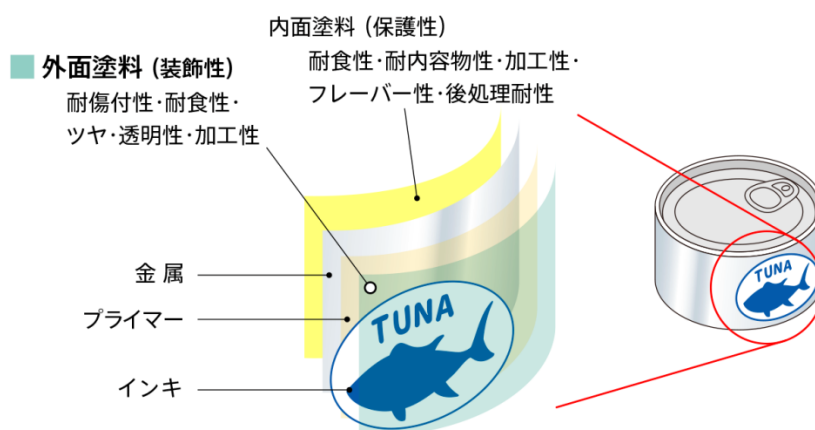 内面塗料 (保護性)
耐食性･耐内容物性･加工性･
フレーバー性･後処理耐性
外面塗料 (装飾性)
耐傷付性･耐食性･
ツヤ･透明性･加工性
金属
プライマー
インキ
TUNA
TUNA